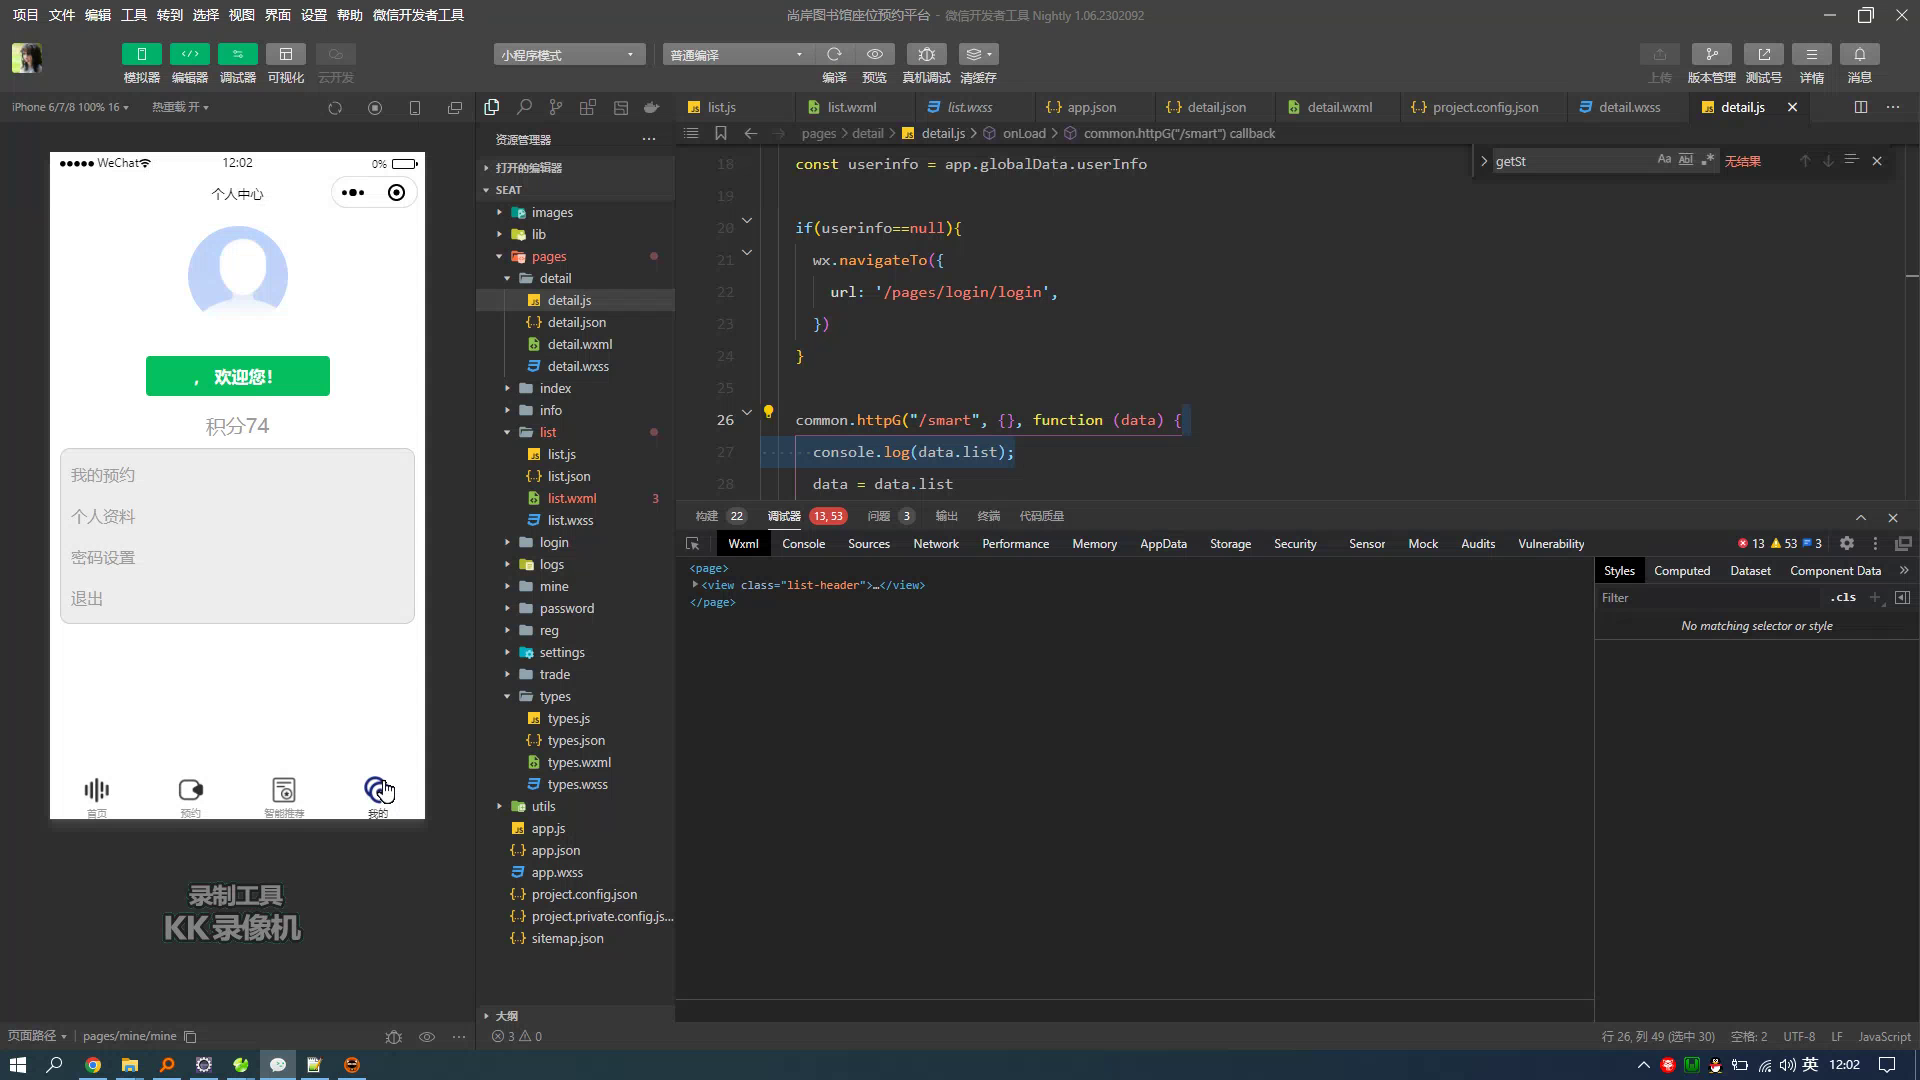 项目 文件 编辑 工具 转到 选择 视图 界面 设置 帮助 微信开发者工具
尚岸图书馆座位预约平台 - 微信开发者工具 Nightly 1.06.2302092
小程序模式
普通编译
模拟器 编辑器 调试器 可视化 云开发
编译 预览 真机调试 清缓存
上传 版本管理 测试号 详情 消息
iPhone 6/7/8 100% 16
热重载 开
WeChat
12:02
0%
个人中心
， 欢迎您!
积分74
我的预约
个人资料
密码设置
退出
首页 预约 智能推荐 我的
录制工具
KK 录像机
页面路径
pages/mine/mine
资源管理器
打开的编辑器
SEAT
images
lib
pages
detail
detail.js
detail.json
detail.wxml
detail.wxss
index
info
list
list.js
list.json
list.wxml 3
list.wxss
login
logs
mine
password
reg
settings
trade
types
types.js
types.json
types.wxml
types.wxss
utils
app.js
app.json
app.wxss
project.config.json
project.private.config.js...
sitemap.json
大纲
3 0
list.js list.wxml list.wxss app.json detail.json detail.wxml project.config.json detail.wxss detail.js
pages > detail > detail.js > onLoad > common.httpG("/smart") callback
getSt
Aa Abl
无结果
18 const userinfo = app.globalData.userInfo
19
20 if(userinfo==null){
21 wx.navigateTo({
22 url: '/pages/login/login',
23 })
24 }
25
26 common.httpG("/smart", {}, function (data) {
27 console.log(data.list);
28 data = data.list
构建 22 调试器 13, 53 问题 3 输出 终端 代码质量
Wxml Console Sources Network Performance Memory AppData Storage Security Sensor Mock Audits Vulnerability
13 53 3
<page>
<view class="list-header">…</view>
</page>
Styles Computed Dataset Component Data
Filter
.cls
No matching selector or style
行 26, 列 49 (选中 30) 空格: 2 UTF-8 LF JavaScript
英 12:02